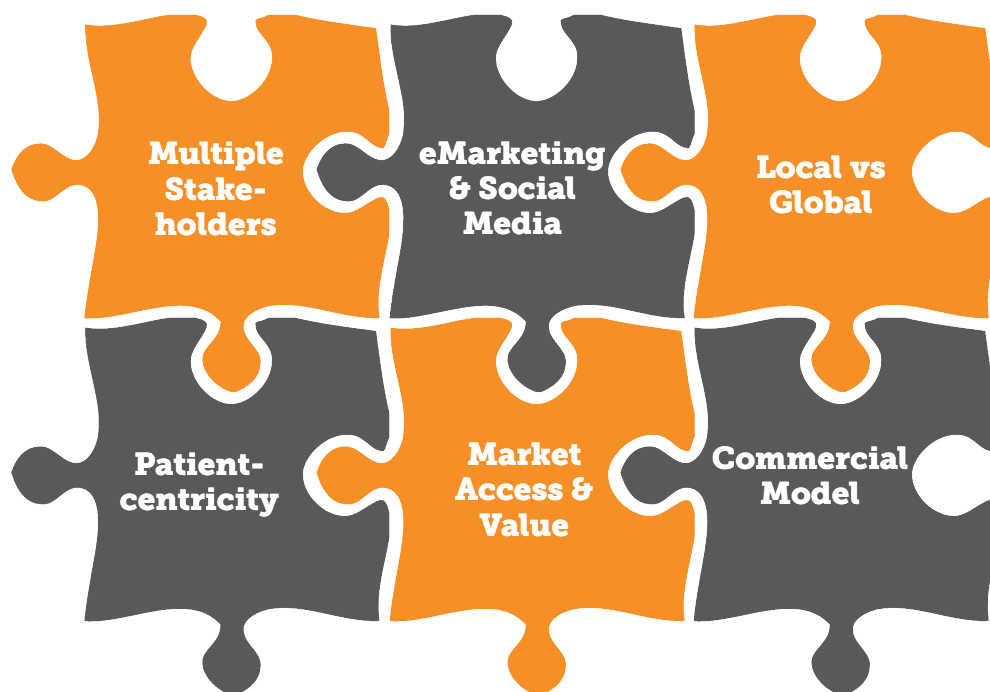 Multiple
Stake-
holders
eMarketing
& Social
Media
Local vs
Global
Patient-
centricity
Market
Access &
Value
Commercial
Model